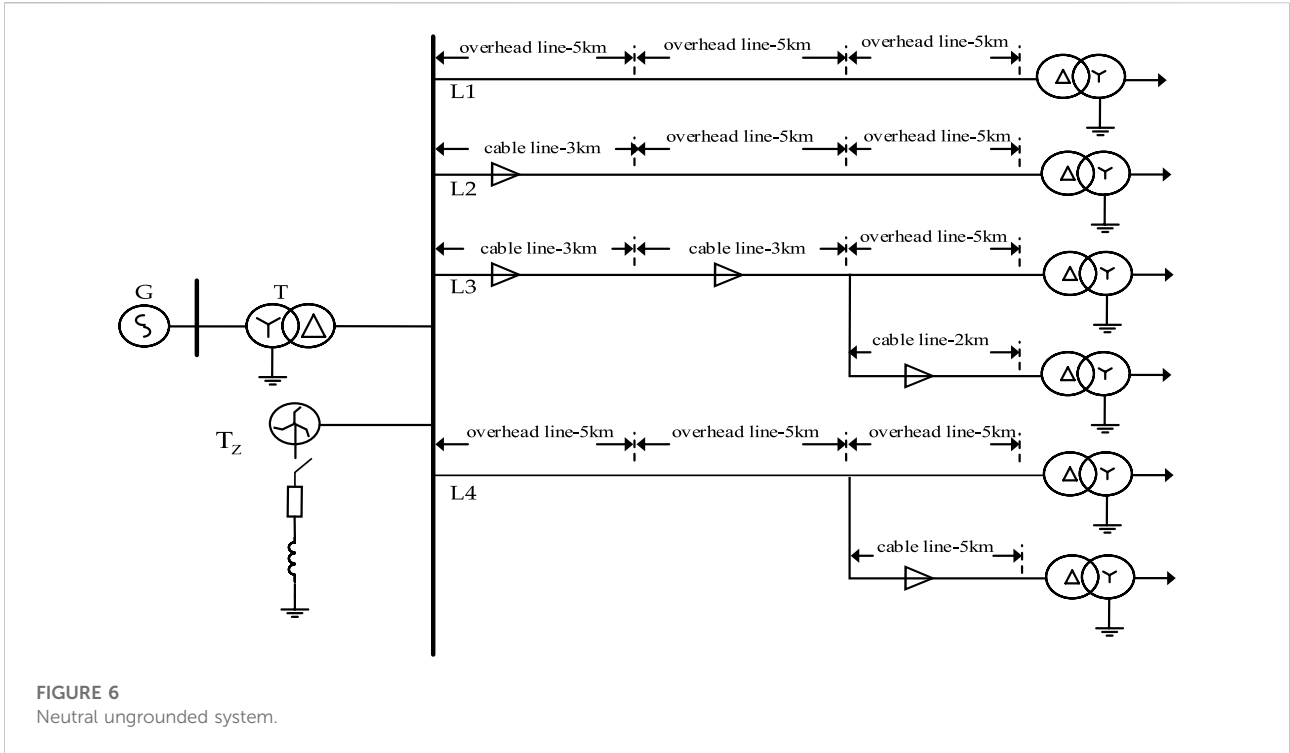 overhead line-5km overhead line-5km overhead line-5km
L1
cable line-3km overhead line-5km overhead line-5km
L2
cable line-3km cable line-3km overhead line-5km
L3
G T
cable line-2km
TZ
overhead line-5km overhead line-5km overhead line-5km
L4
cable line-5km
FIGURE 6
Neutral ungrounded system.